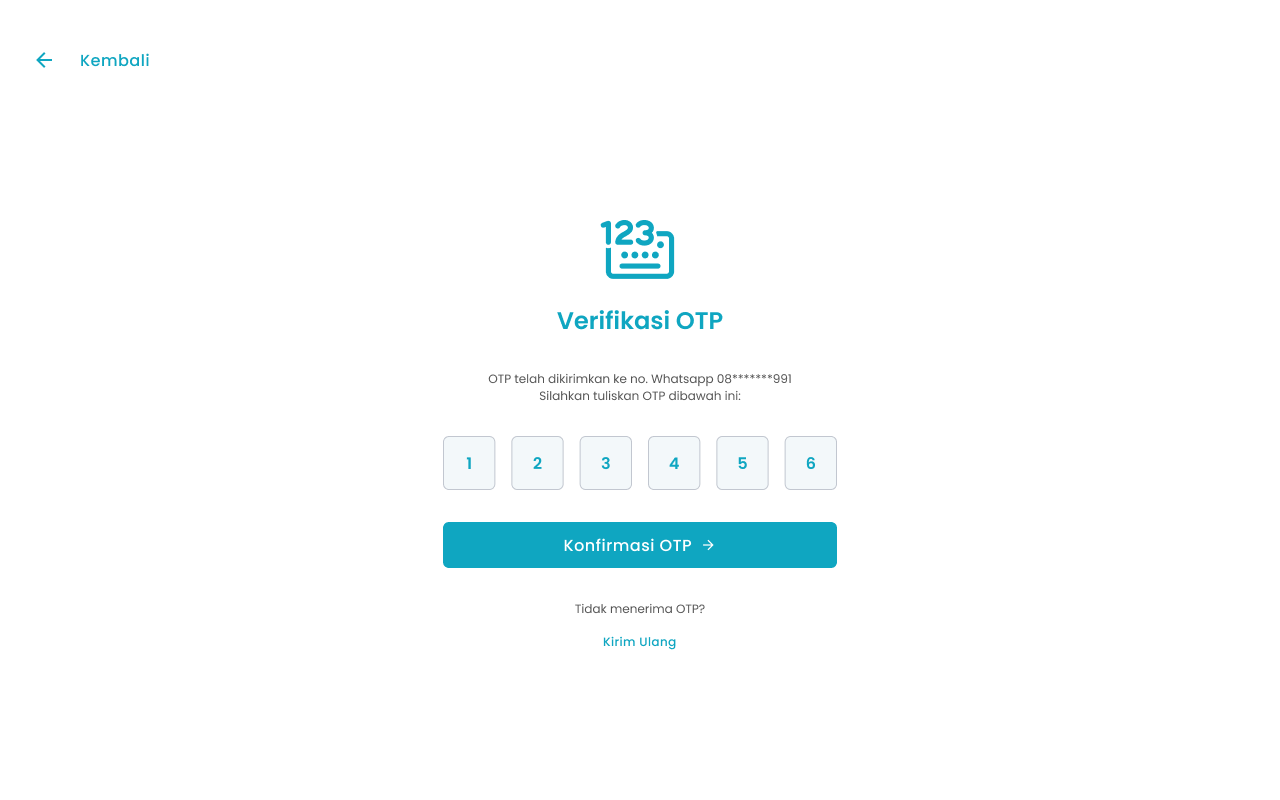 Kembali
123
Verifikasi OTP
OTP telah dikirimkan ke no. Whatsapp 08*******991
Silahkan tuliskan OTP dibawah ini:
1 2 3 4 5 6
Konfirmasi OTP
Tidak menerima OTP?
Kirim Ulang